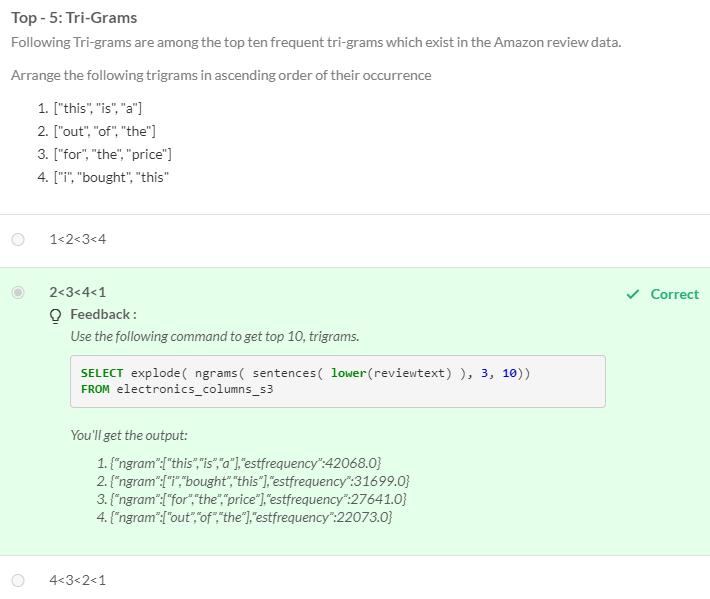 Top - 5: Tri-Grams
Following Tri-grams are among the top ten frequent tri-grams which exist in the Amazon review data.
Arrange the following trigrams in ascending order of their occurrence
1. ["this", "is", "a"]
2. ["out", "of", "the"]
3. ["for", "the", "price"]
4. ["i", "bought", "this"
1<2<3<4
2<3<4<1
Correct
Feedback :
Use the following command to get top 10, trigrams.
SELECT explode( ngrams( sentences( lower(reviewtext) ), 3, 10))
FROM electronics_columns_s3
You'll get the output:
1. {"ngram":["this","is","a"],"estfrequency":42068.0}
2. {"ngram":["i","bought","this"],"estfrequency":31699.0}
3. {"ngram":["for","the","price"],"estfrequency":27641.0}
4. {"ngram":["out","of","the"],"estfrequency":22073.0}
4<3<2<1